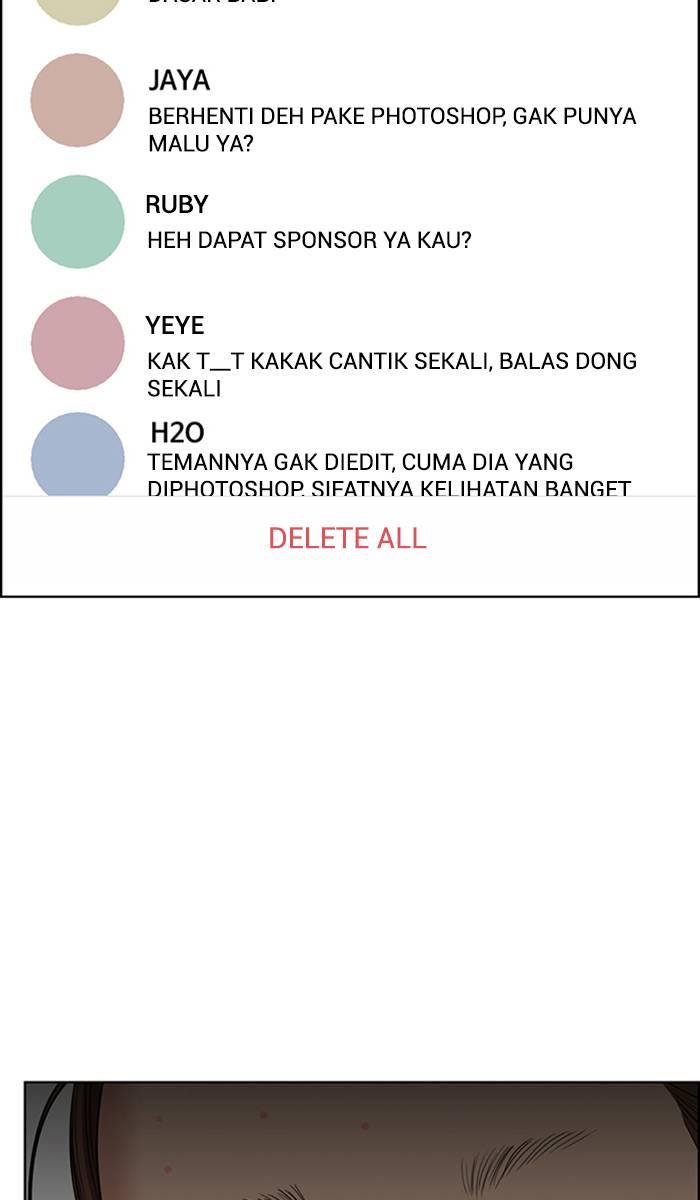 JAYA
BERHENTI DEH PAKE PHOTOSHOP, GAK PUNYA
MALU YA?
RUBY
HEH DAPAT SPONSOR YA KAU?
YEYE
KAK T__T KAKAK CANTIK SEKALI, BALAS DONG
SEKALI
H2O
TEMANNYA GAK DIEDIT, CUMA DIA YANG
DIPHOTOSHOP, SIFATNYA KELIHATAN BANGET
DELETE ALL